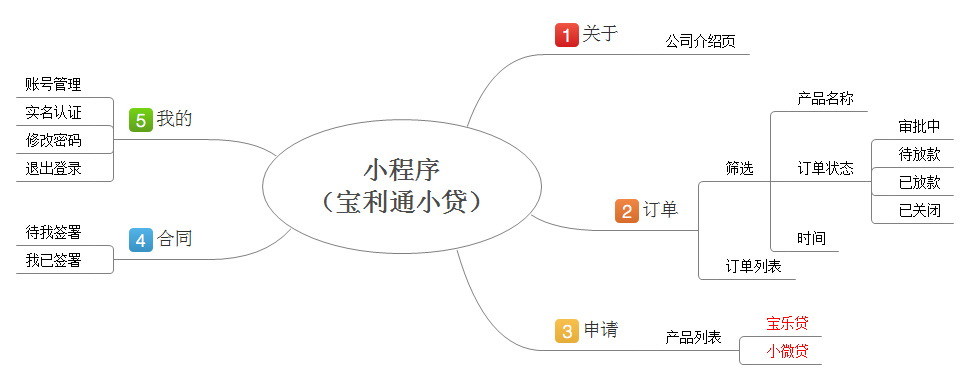 小程序
（宝利通小贷）
1 关于
公司介绍页
2 订单
筛选
产品名称
订单状态
审批中
待放款
已放款
已关闭
时间
订单列表
3 申请
产品列表
宝乐贷
小微贷
4 合同
待我签署
我已签署
5 我的
账号管理
实名认证
修改密码
退出登录